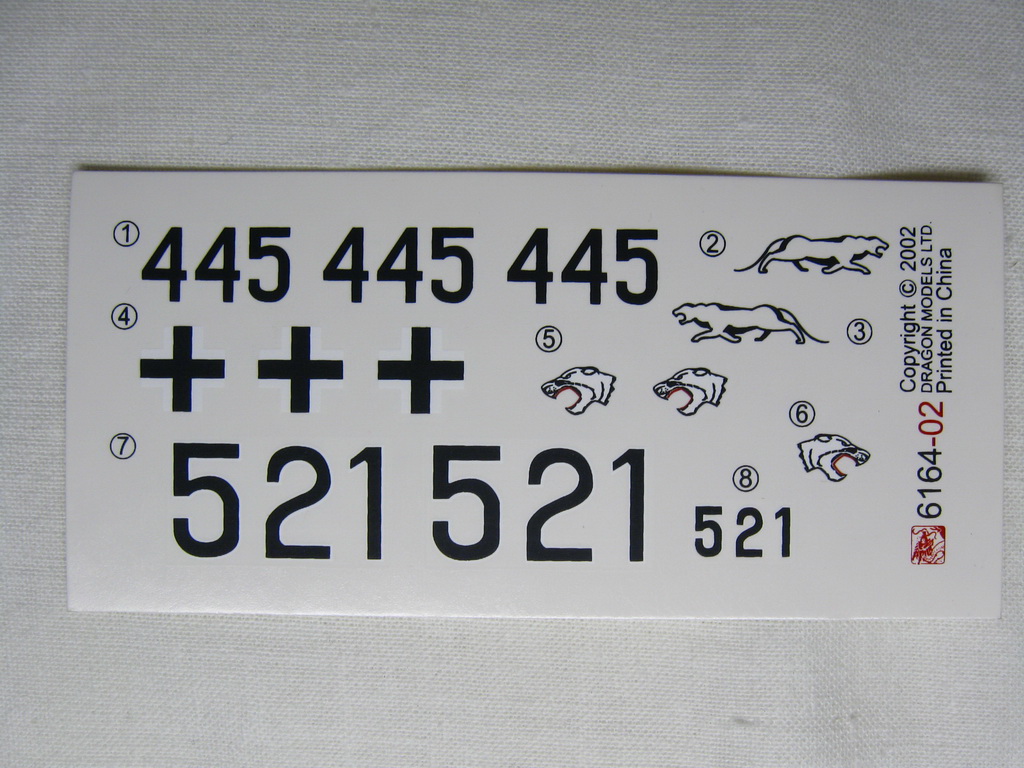 ① 445 445 445 ②
③
④ ⑤
⑥
⑦ 521 521 ⑧ 521
Copyright © 2002
DRAGON MODELS LTD.
Printed in China
6164-02